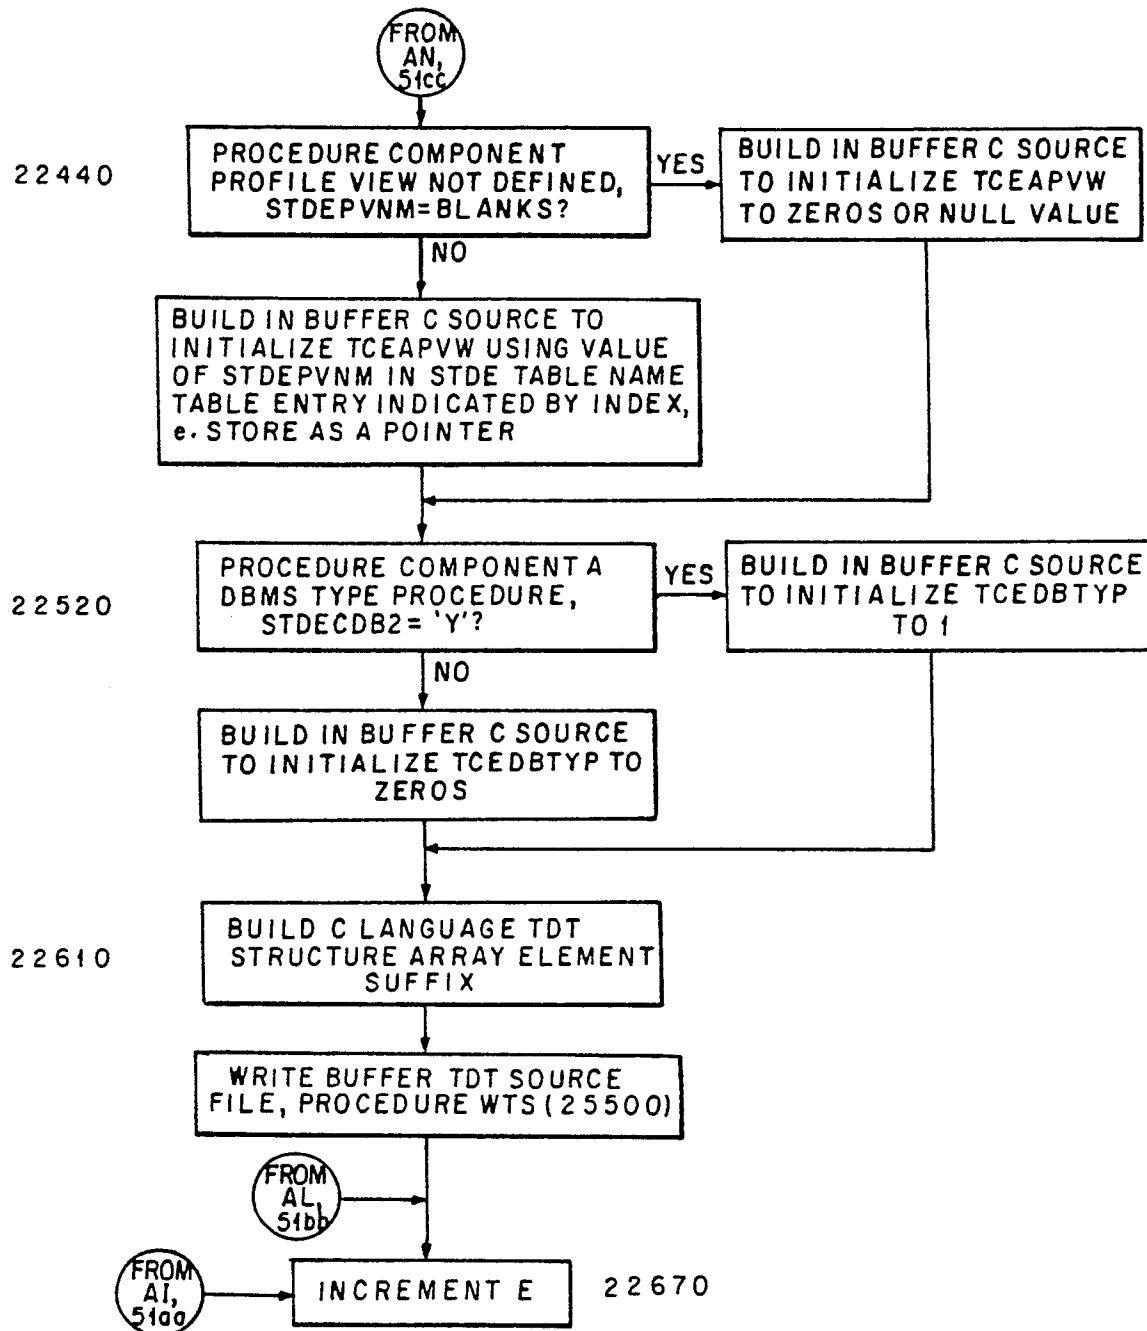 FROM
AN,
51cc
22440
PROCEDURE COMPONENT
PROFILE VIEW NOT DEFINED,
STDEPVNM=BLANKS?
YES
BUILD IN BUFFER C SOURCE
TO INITIALIZE TCEAPVW
TO ZEROS OR NULL VALUE
NO
BUILD IN BUFFER C SOURCE TO
INITIALIZE TCEAPVW USING VALUE
OF STDEPVNM IN STDE TABLE NAME
TABLE ENTRY INDICATED BY INDEX,
e. STORE AS A POINTER
22520
PROCEDURE COMPONENT A
DBMS TYPE PROCEDURE,
STDECDB2= 'Y'?
YES
BUILD IN BUFFER C SOURCE
TO INITIALIZE TCEDBTYP
TO 1
NO
BUILD IN BUFFER C SOURCE
TO INITIALIZE TCEDBTYP TO
ZEROS
22610
BUILD C LANGUAGE TDT
STRUCTURE ARRAY ELEMENT
SUFFIX
WRITE BUFFER TDT SOURCE
FILE, PROCEDURE WTS (25500)
FROM
AL,
51bb
FROM
AI,
51aa
INCREMENT E
22670